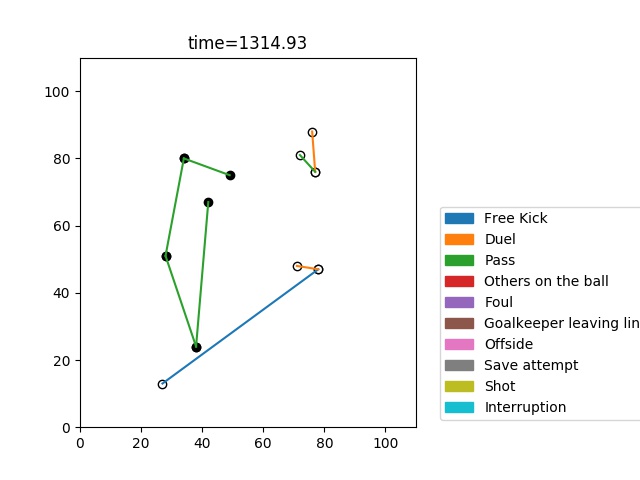 time=1314.93
100
80
60
40
20
0
0 20 40 60 80 100
Free Kick
Duel
Pass
Others on the ball
Foul
Goalkeeper leaving lin
Offside
Save attempt
Shot
Interruption